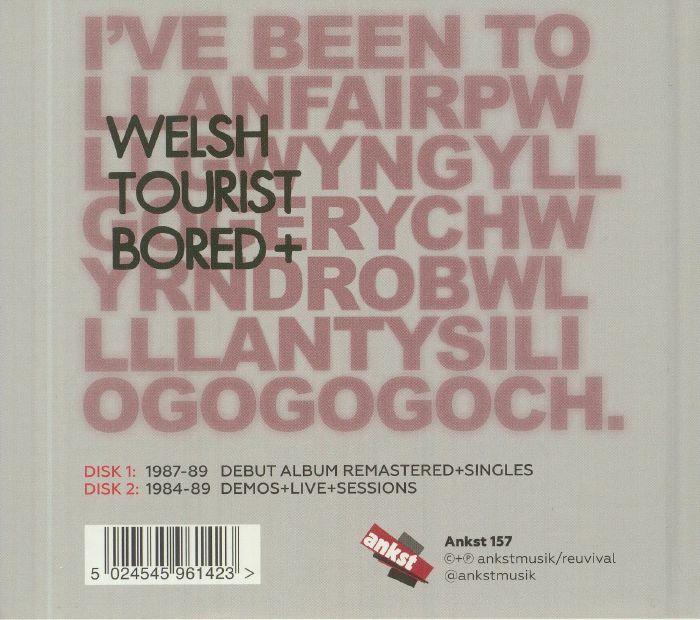 I'VE BEEN TO
LLANFAIRPW
LLGWYNGYLL
GOGERYCHW
YRNDROBWL
LLLANTYSILI
OGOGOGOCH.
WELSH
TOURIST
BORED+
DISK 1: 1987-89 DEBUT ALBUM REMASTERED+SINGLES
DISK 2: 1984-89 DEMOS+LIVE+SESSIONS
5 024545 961423 >
ankst
Ankst 157
©+℗ ankstmusik/reuvival
@ankstmusik